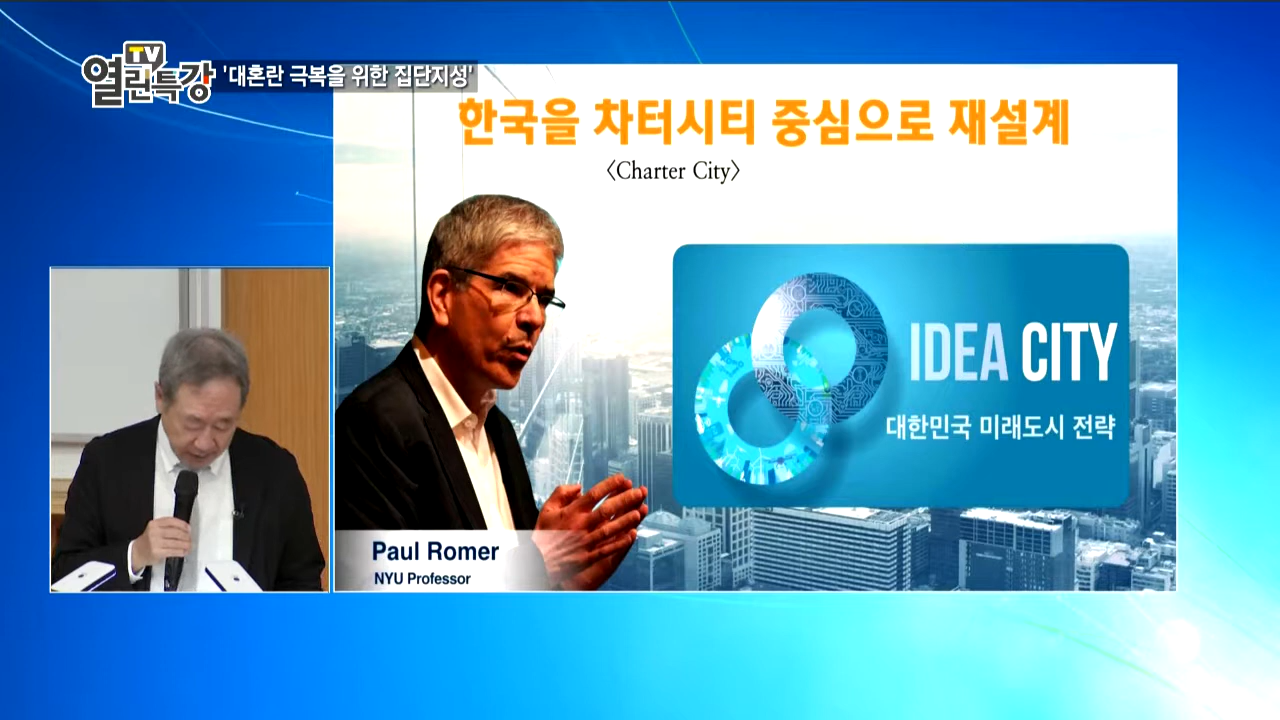 TV
열린특강 '대혼란 극복을 위한 집단지성'
한국을 차터시티 중심으로 재설계
〈Charter City〉
IDEA CITY
대한민국 미래도시 전략
Paul Romer
NYU Professor